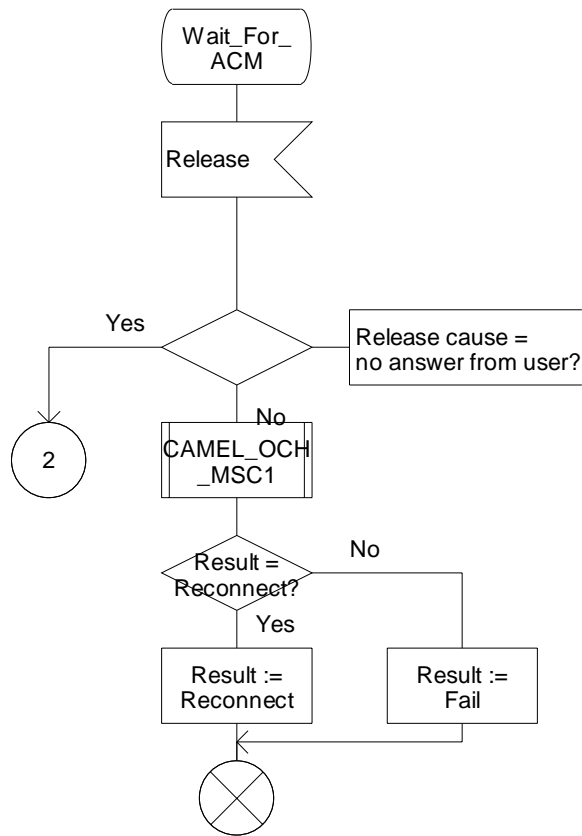 Wait_For_
ACM
Release
Yes
Release cause =
no answer from user?
No
2
CAMEL_OCH
_MSC1
Result =
Reconnect?
No
Yes
Result :=
Reconnect
Result :=
Fail